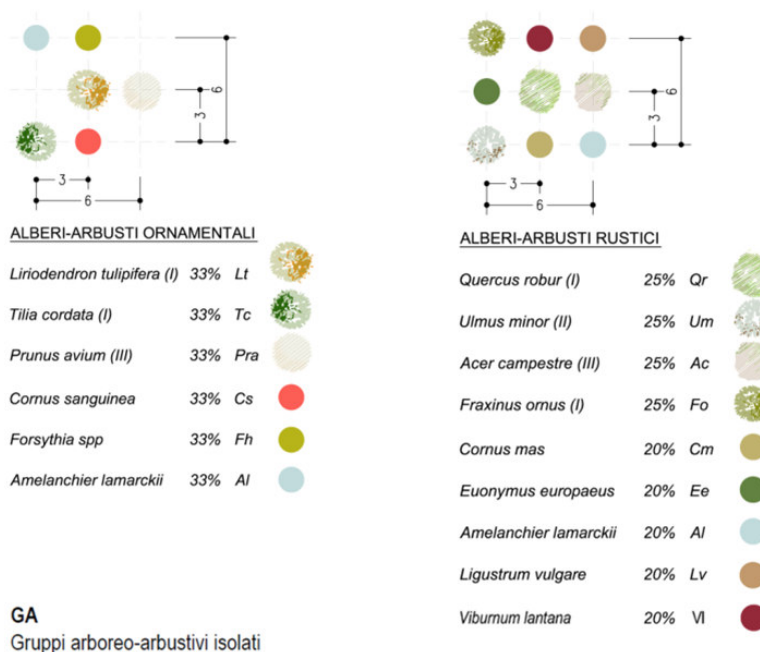 3
6
3
6
ALBERI-ARBUSTI ORNAMENTALI
Liriodendron tulipifera (I) 33% Lt
Tilia cordata (I) 33% Tc
Prunus avium (III) 33% Pra
Cornus sanguinea 33% Cs
Forsythia spp 33% Fh
Amelanchier lamarckii 33% Al
GA
Gruppi arboreo-arbustivi isolati
3
6
3
6
ALBERI-ARBUSTI RUSTICI
Quercus robur (I) 25% Qr
Ulmus minor (II) 25% Um
Acer campestre (III) 25% Ac
Fraxinus ornus (I) 25% Fo
Cornus mas 20% Cm
Euonymus europaeus 20% Ee
Amelanchier lamarckii 20% Al
Ligustrum vulgare 20% Lv
Viburnum lantana 20% Vl